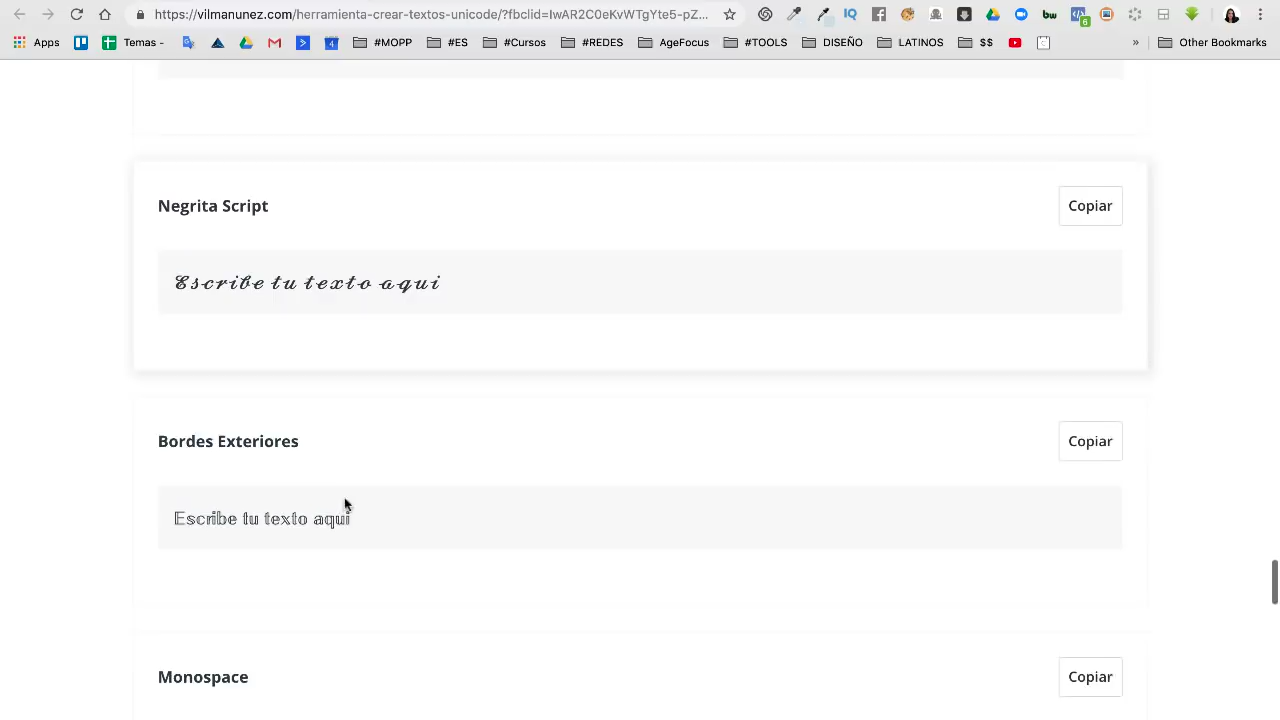 https://vilmanunez.com/herramienta-crear-textos-unicode/?fbclid=IwAR2C0eKvWTgYte5-pZ...
6
Apps Temas - 4 #MOPP #ES #Cursos #REDES AgeFocus #TOOLS DISEÑO LATINOS $$ » Other Bookmarks
Negrita Script Copiar
𝓔𝓼𝓬𝓻𝓲𝓫𝓮 𝓽𝓾 𝓽𝓮𝔁𝓽𝓸 𝓪𝓺𝓾𝓲
Bordes Exteriores Copiar
𝔼𝕤𝕔𝕣𝕚𝕓𝕖 𝕥𝕦 𝕥𝕖𝕩𝕥𝕠 𝕒𝕢𝕦𝕚
Monospace Copiar